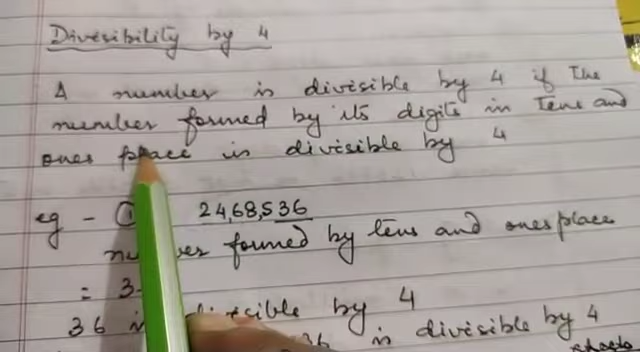 Divisibility by 4
A number is divisible by 4 if the
number formed by its digits in tens and
ones place is divisible by 4
eg - ① 24,68,536
formed by tens and ones place
= 3
36 divisible by 4
36 is divisible by 4